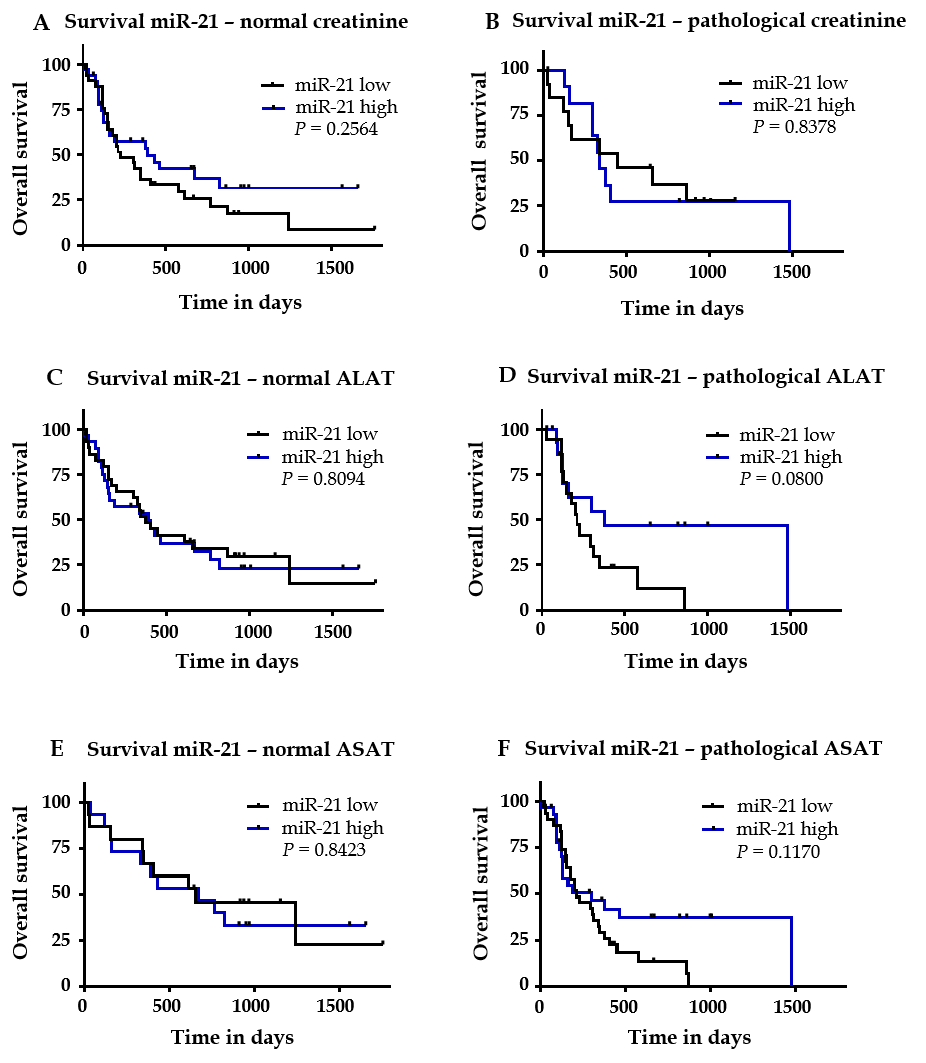 A Survival miR-21 – normal creatinine
Overall survival
100
75
50
25
0
miR-21 low
miR-21 high
P = 0.2564
0 500 1000 1500
Time in days
B Survival miR-21 – pathological creatinine
Overall survival
100
75
50
25
0
miR-21 low
miR-21 high
P = 0.8378
0 500 1000 1500
Time in days
C Survival miR-21 – normal ALAT
Overall survival
100
75
50
25
0
miR-21 low
miR-21 high
P = 0.8094
0 500 1000 1500
Time in days
D Survival miR-21 – pathological ALAT
Overall survival
100
75
50
25
0
miR-21 low
miR-21 high
P = 0.0800
0 500 1000 1500
Time in days
E Survival miR-21 – normal ASAT
Overall survival
100
75
50
25
0
miR-21 low
miR-21 high
P = 0.8423
0 500 1000 1500
Time in days
F Survival miR-21 – pathological ASAT
Overall survival
100
75
50
25
0
miR-21 low
miR-21 high
P = 0.1170
0 500 1000 1500
Time in days